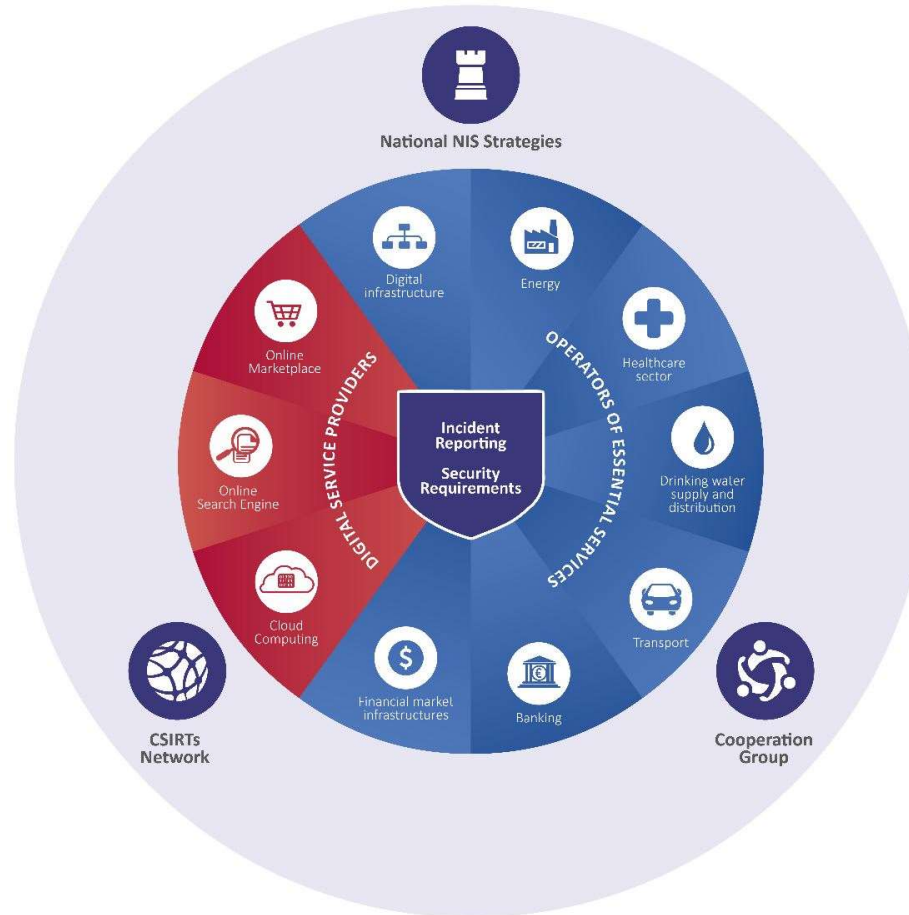 National NIS Strategies
Digital
infrastructure
Energy
Online
Marketplace
Healthcare
sector
DIGITAL SERVICE PROVIDERS
OPERATORS OF ESSENTIAL SERVICES
Incident
Reporting
Security
Requirements
Online
Search Engine
Drinking water
supply and
distribution
Cloud
Computing
Transport
$
Financial market
infrastructures
€
Banking
CSIRTs
Network
Cooperation
Group